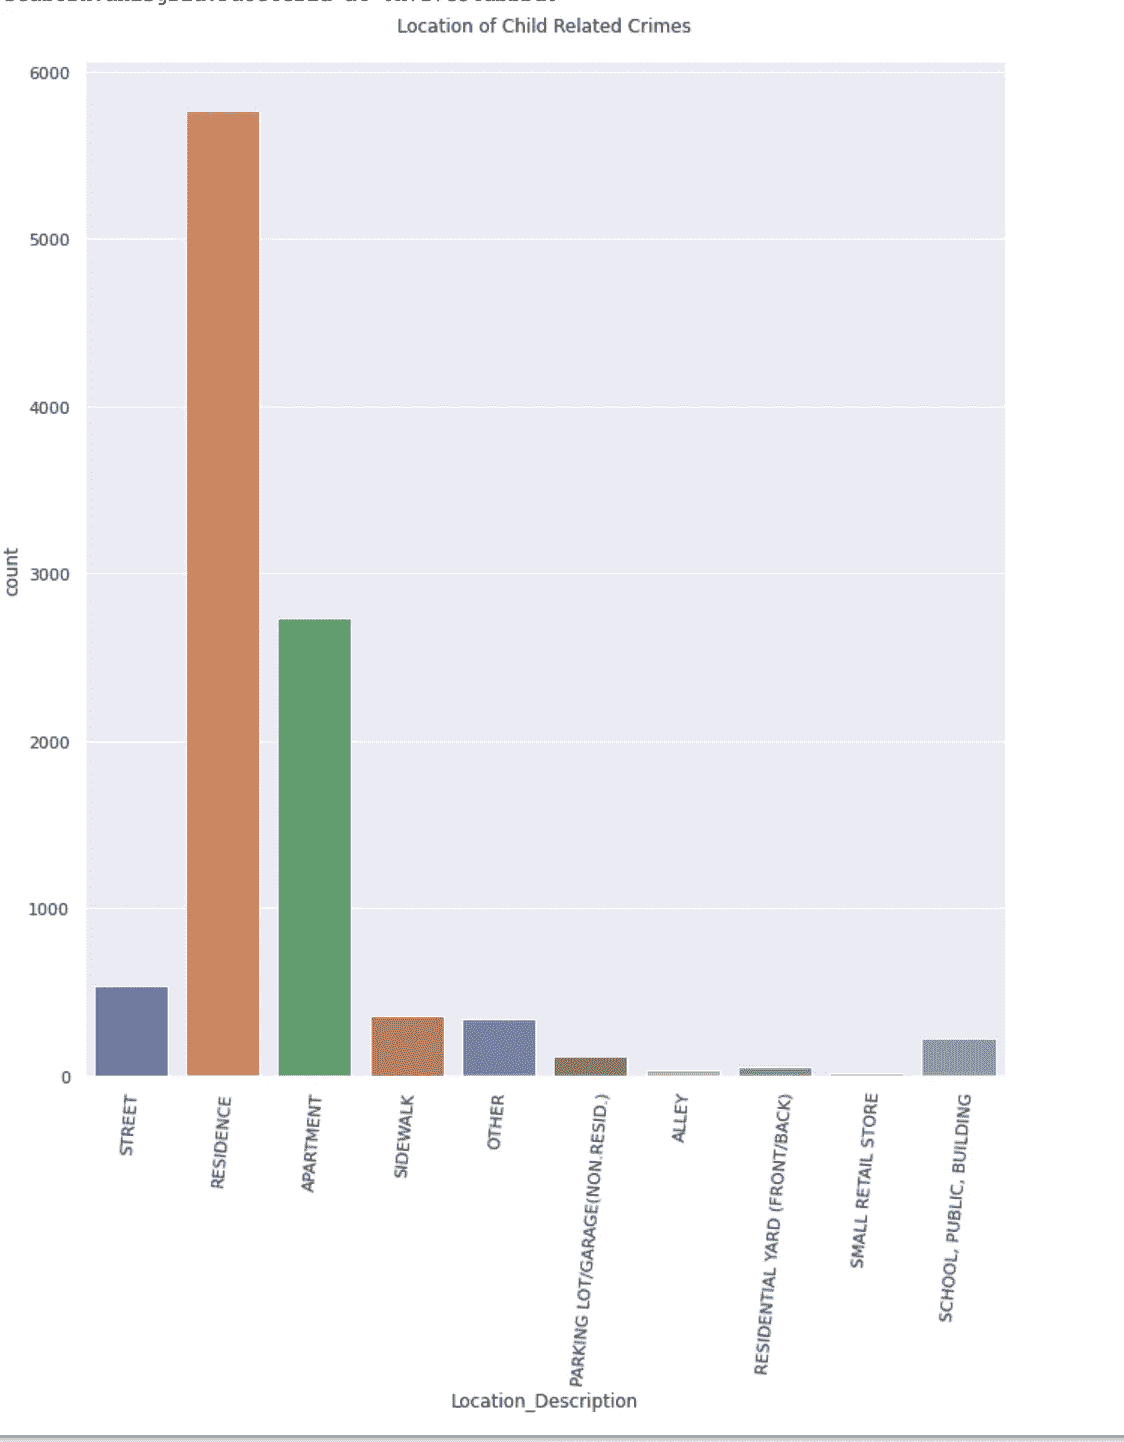 Location of Child Related Crimes
6000
5000
4000
3000
2000
1000
0
count
STREET
RESIDENCE
APARTMENT
SIDEWALK
OTHER
PARKING LOT/GARAGE(NON.RESID.)
ALLEY
RESIDENTIAL YARD (FRONT/BACK)
SMALL RETAIL STORE
SCHOOL, PUBLIC, BUILDING
Location_Description